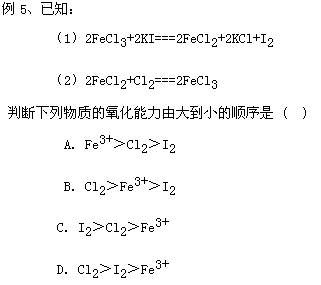 例 5、已知:
(1) 2FeCl₃+2KI===2FeCl₂+2KCl+I₂
(2) 2FeCl₂+Cl₂===2FeCl₃
判断下列物质的氧化能力由大到小的顺序是 ( )
A. Fe³⁺>Cl₂>I₂
B. Cl₂>Fe³⁺>I₂
C. I₂>Cl₂>Fe³⁺
D. Cl₂>I₂>Fe³⁺